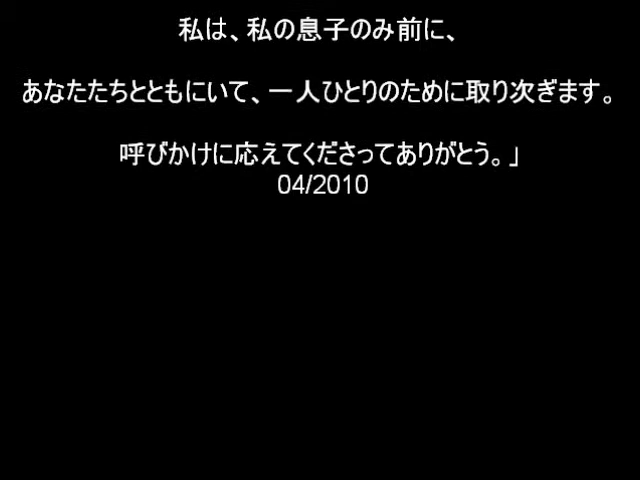 私は、私の息子のみ前に、
あなたたちとともにいて、一人ひとりのために取り次ぎます。
呼びかけに応えてくださってありがとう。」
04/2010